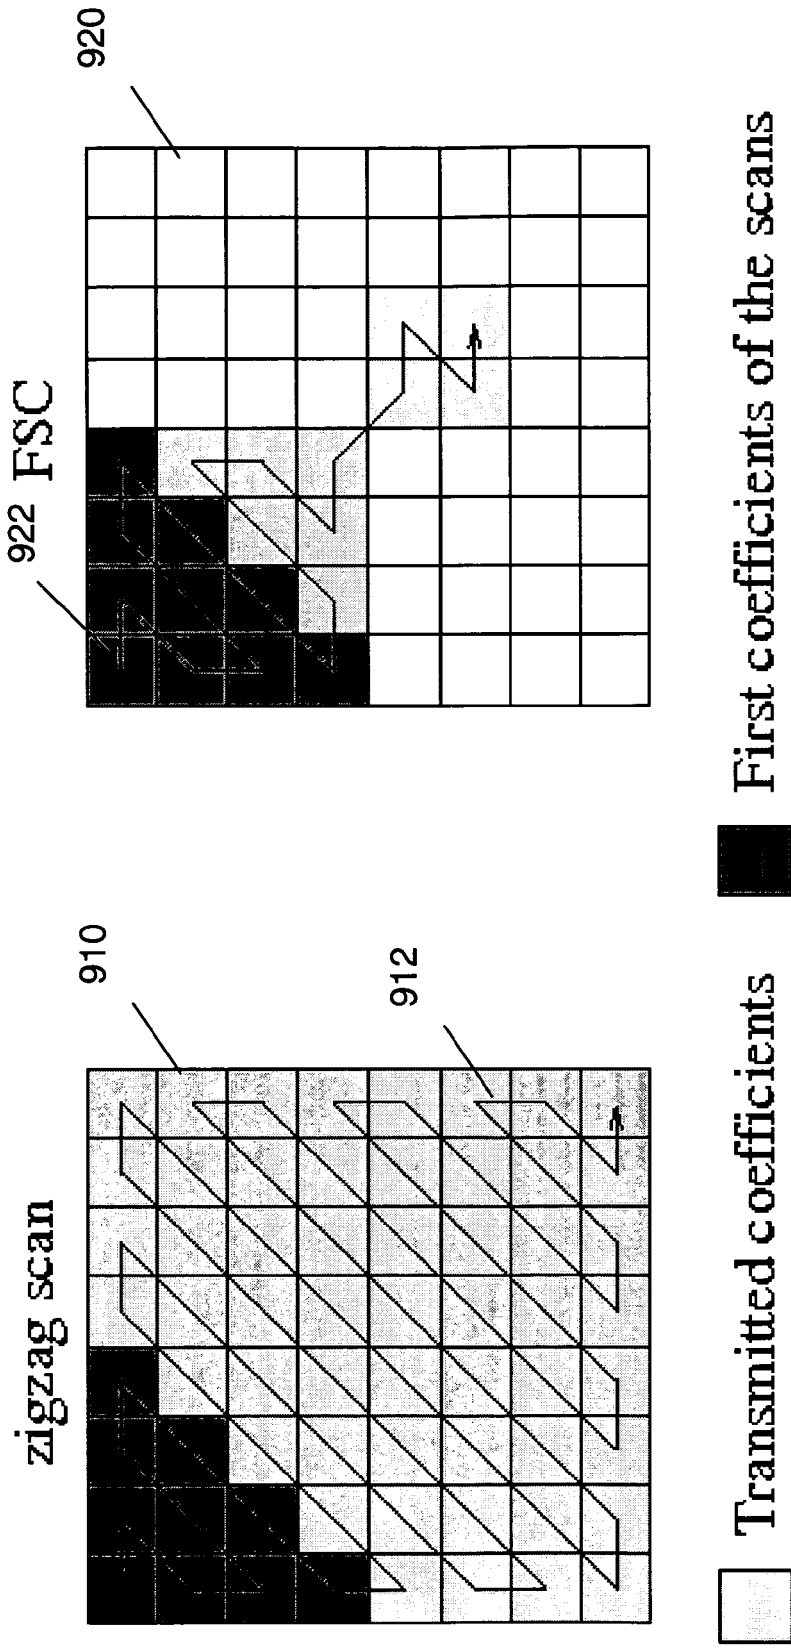 zigzag scan
910
912
922
FSC
920
Transmitted coefficients
First coefficients of the scans